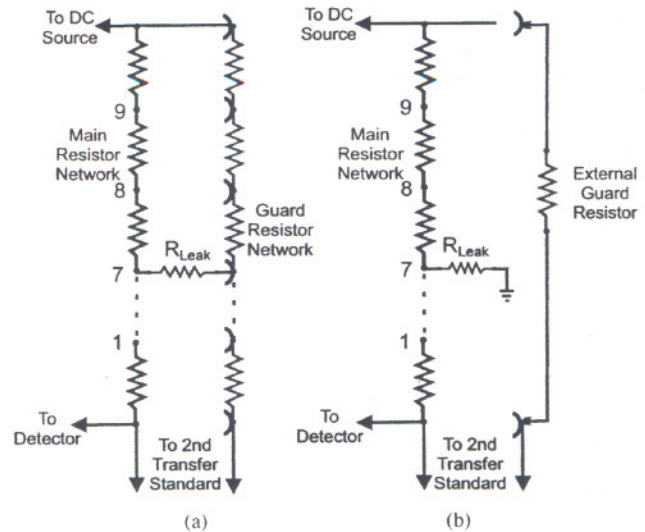 To DC
Source
9
Main
Resistor
Network
8
Guard
Resistor
Network
R_Leak
7
1
To
Detector
To 2nd
Transfer
Standard
(a)
To DC
Source
9
Main
Resistor
Network
8
External
Guard
Resistor
R_Leak
7
1
To
Detector
To 2nd
Transfer
Standard
(b)